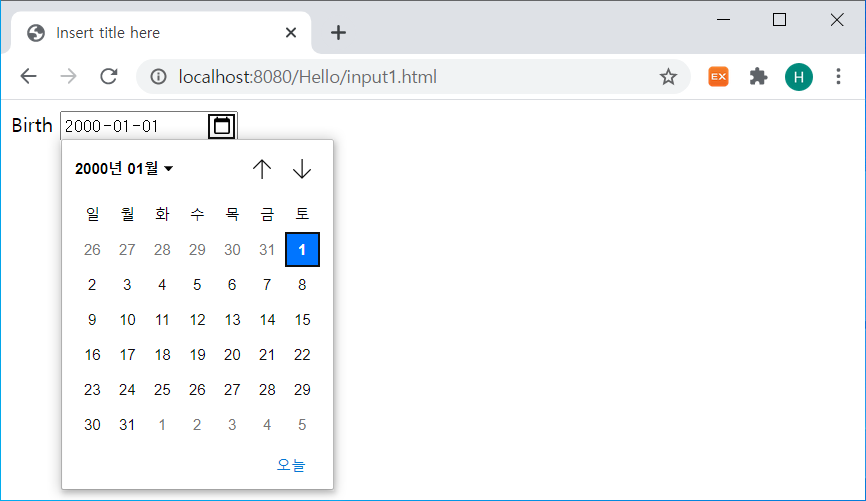 Insert title here
localhost:8080/Hello/input1.html
EX
H
Birth 2000-01-01
2000년 01월
일 월 화 수 목 금 토
26 27 28 29 30 31 1
2 3 4 5 6 7 8
9 10 11 12 13 14 15
16 17 18 19 20 21 22
23 24 25 26 27 28 29
30 31 1 2 3 4 5
오늘